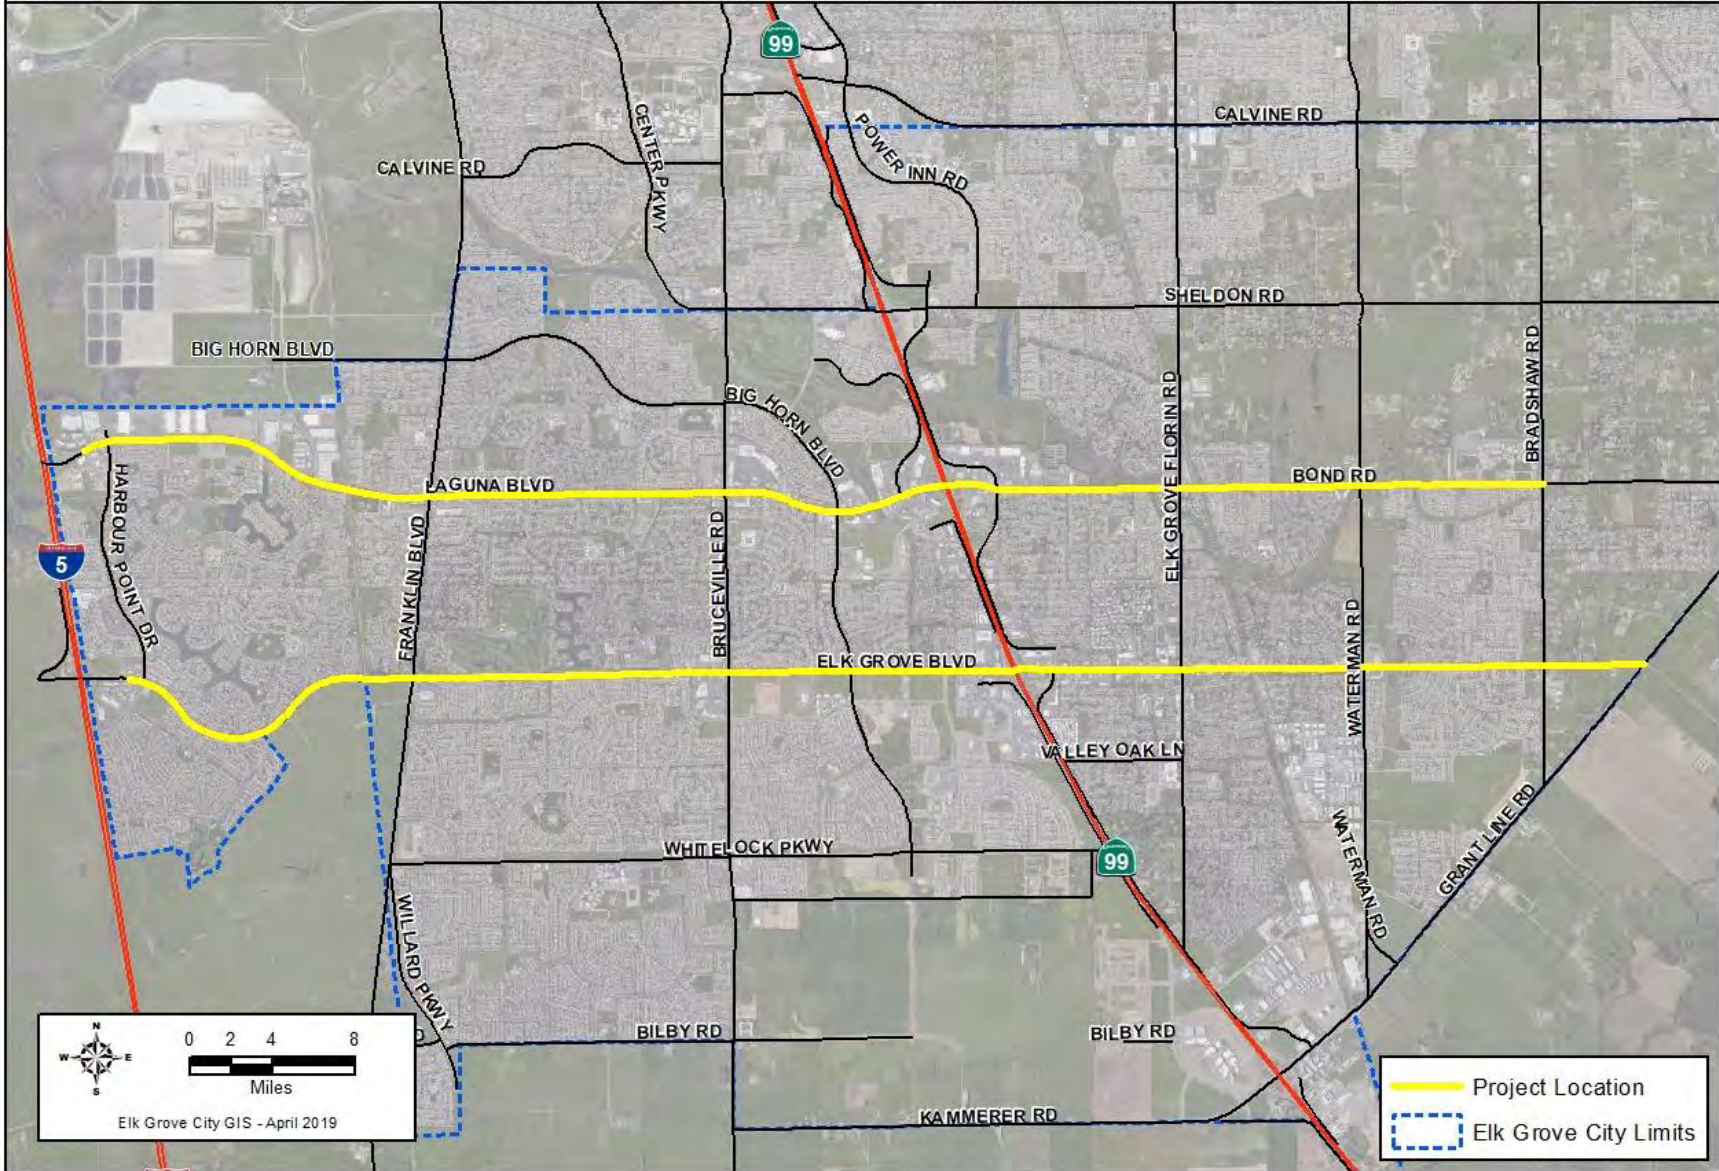 99
CALVINE RD
CENTER PKWY
POWER INN RD
CALVINE RD
SHELDON RD
BIG HORN BLVD
BIG HORN BLVD
ELK GROVE FLORIN RD
BRADSHAW RD
HARBOUR POINT DR
LAGUNA BLVD
BOND RD
FRANKLIN BLVD
BRUCEVILLE RD
5
ELK GROVE BLVD
WATERMAN RD
VALLEY OAK LN
WHITELOCK PKWY
99
WATERMAN RD
GRANT LINE RD
WILLARD PKWY
D
BILBY RD
BILBY RD
KAMMERER RD
N
W E
S
0 2 4 8
Miles
Elk Grove City GIS - April 2019
Project Location
Elk Grove City Limits